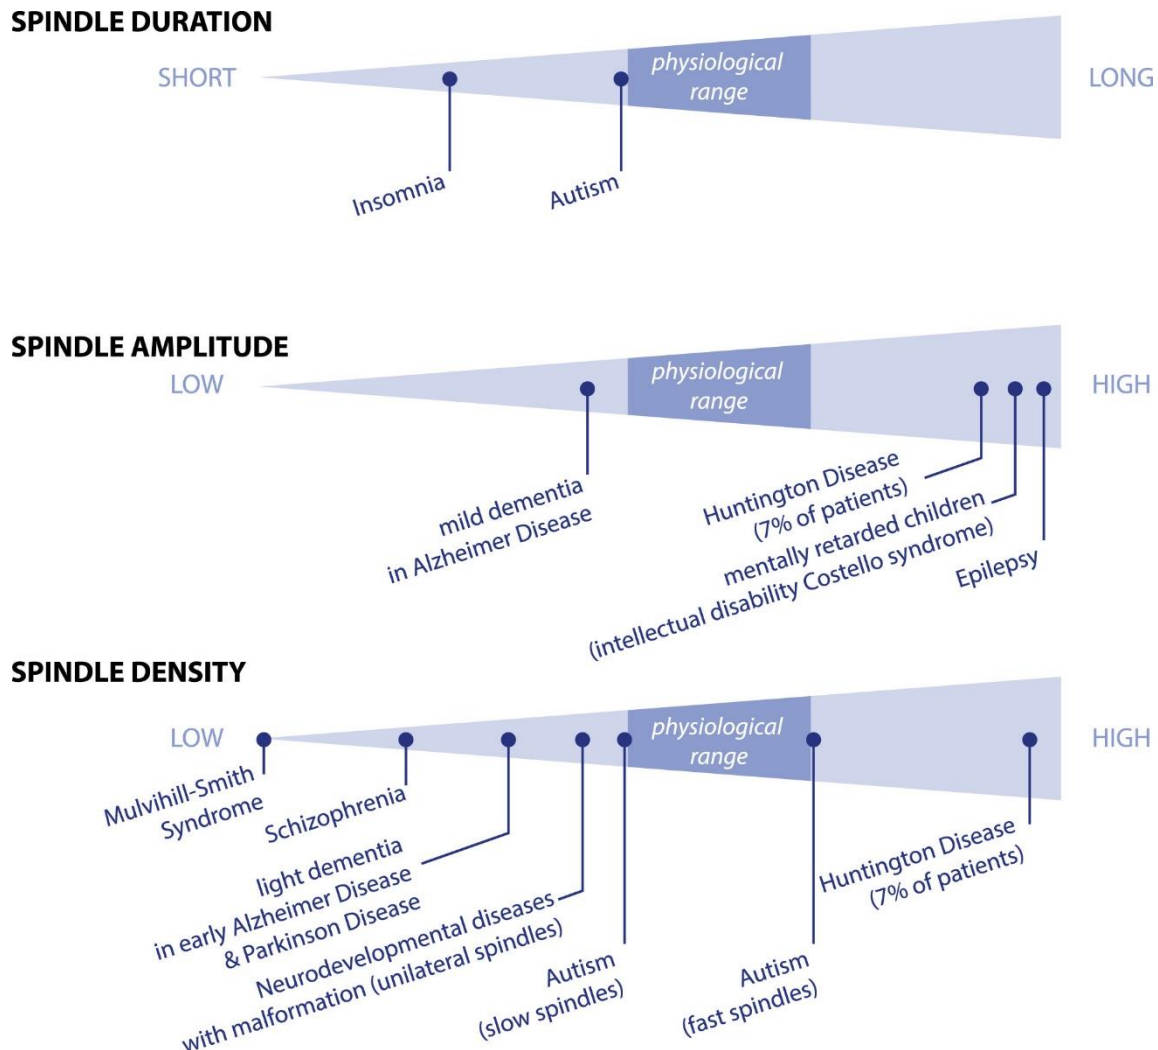 SPINDLE DURATION
SHORT
physiological
range
LONG
Insomnia
Autism
SPINDLE AMPLITUDE
LOW
physiological
range
HIGH
mild dementia
in Alzheimer Disease
Huntington Disease
(7% of patients)
mentally retarded children
(intellectual disability Costello syndrome)
Epilepsy
SPINDLE DENSITY
LOW
physiological
range
HIGH
Mulvihill-Smith
Syndrome
Schizophrenia
light dementia
in early Alzheimer Disease
& Parkinson Disease
Neurodevelopmental diseases
with malformation (unilateral spindles)
Autism
(slow spindles)
Autism
(fast spindles)
Huntington Disease
(7% of patients)